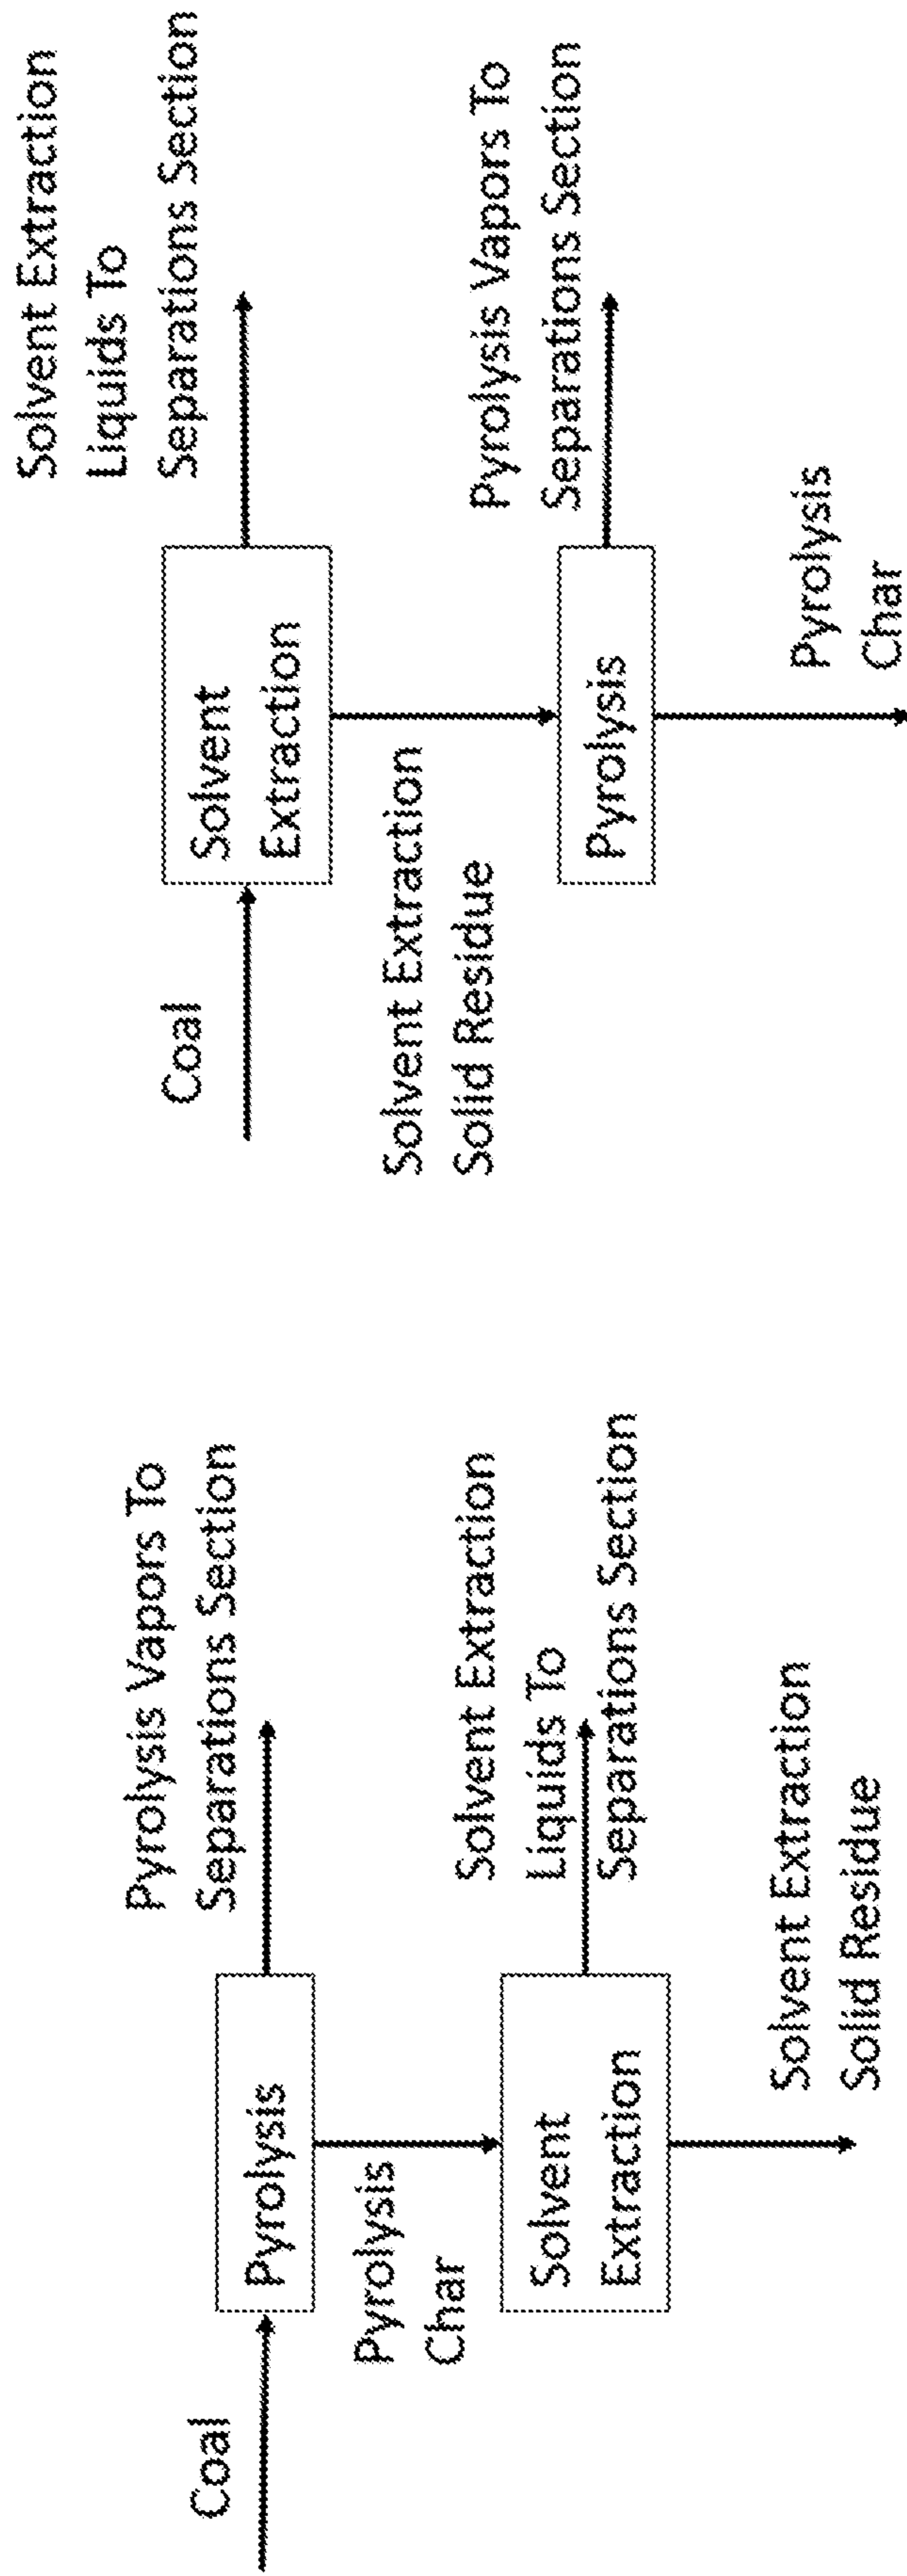 Coal
Pyrolysis
Pyrolysis Vapors To
Separations Section
Pyrolysis
Char
Solvent
Extraction
Solvent Extraction
Liquids To
Separations Section
Solvent Extraction
Solid Residue
Coal
Solvent
Extraction
Solvent Extraction
Liquids To
Separations Section
Solvent Extraction
Solid Residue
Pyrolysis
Pyrolysis Vapors To
Separations Section
Pyrolysis
Char